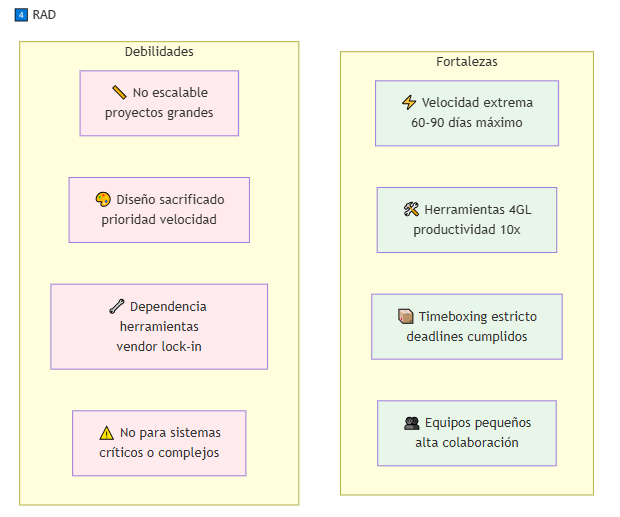 4 RAD
Debilidades
📏 No escalable
proyectos grandes
🎨 Diseño sacrificado
prioridad velocidad
🔧 Dependencia
herramientas
vendor lock-in
⚠️ No para sistemas
críticos o complejos
Fortalezas
⚡ Velocidad extrema
60-90 días máximo
🛠️ Herramientas 4GL
productividad 10x
📦 Timeboxing estricto
deadlines cumplidos
👥 Equipos pequeños
alta colaboración